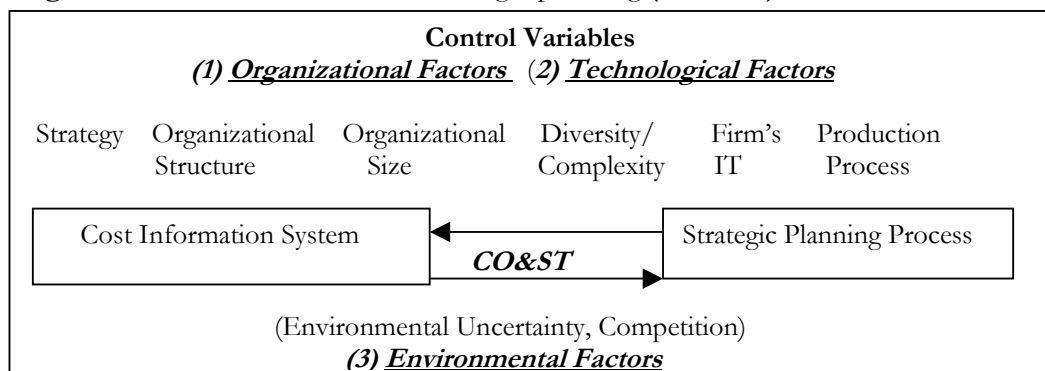 Control Variables
(1) Organizational Factors (2) Technological Factors
Strategy Organizational Organizational Diversity/ Firm's Production
Structure Size Complexity IT Process
Cost Information System Strategic Planning Process
CO&ST
(Environmental Uncertainty, Competition)
(3) Environmental Factors